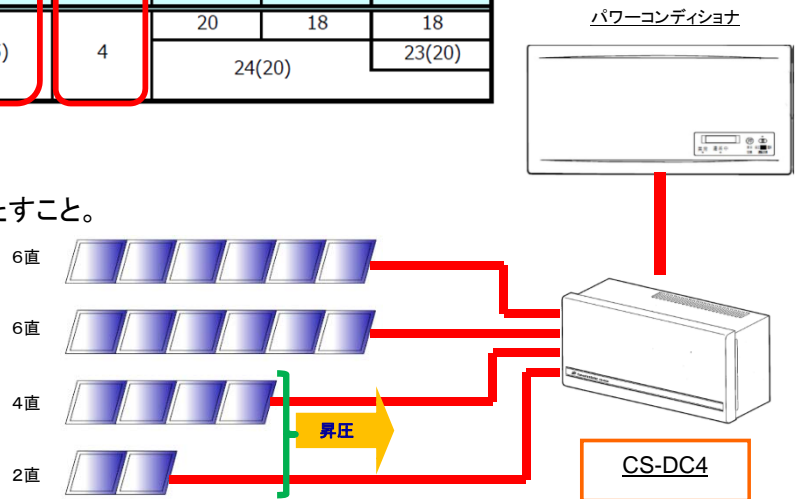 20 18 18
) 4 24(20) 23(20)
パワーコンディショナ
たすこと。
6直
6直
4直
昇圧
2直
CS-DC4